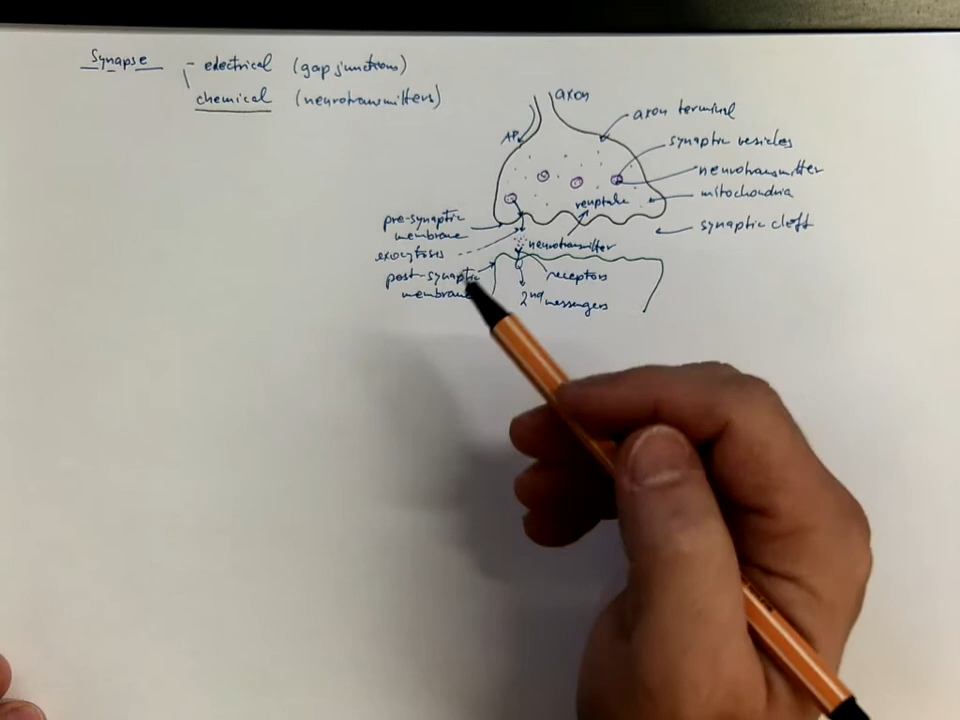 Synapse - electrical (gap junctions)
chemical (neurotransmitters)
axon
axon terminal
AP
synaptic vesicles
neurotransmitter
mitochondria
reuptake
pre-synaptic
membrane
synaptic cleft
exocytosis
neurotransmitter
post-synaptic
membrane
receptors
2nd messengers